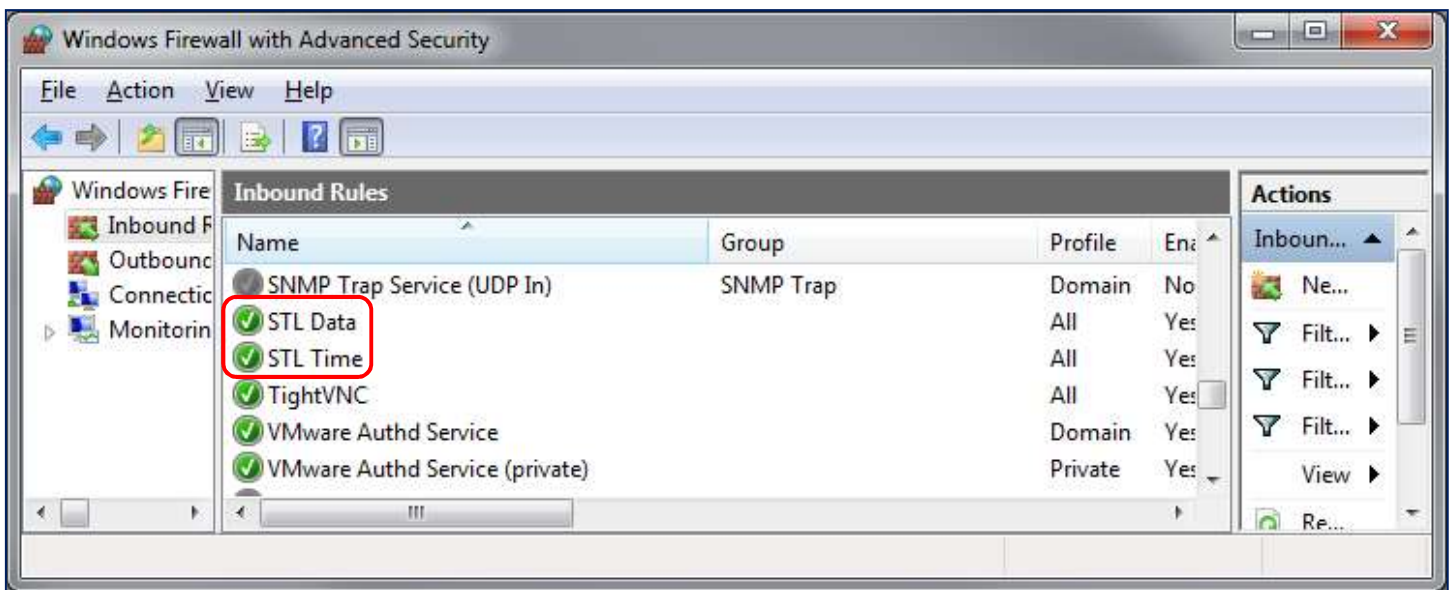 Windows Firewall with Advanced Security
File Action View Help
Windows Fire
Inbound R
Outbound
Connectic
Monitorin
Inbound Rules
Name Group Profile Ena
SNMP Trap Service (UDP In) SNMP Trap Domain No
STL Data All Yes
STL Time All Yes
TightVNC All Yes
VMware Authd Service Domain Yes
VMware Authd Service (private) Private Yes
Actions
Inboun...
Ne...
Filt...
Filt...
Filt...
View
Re...